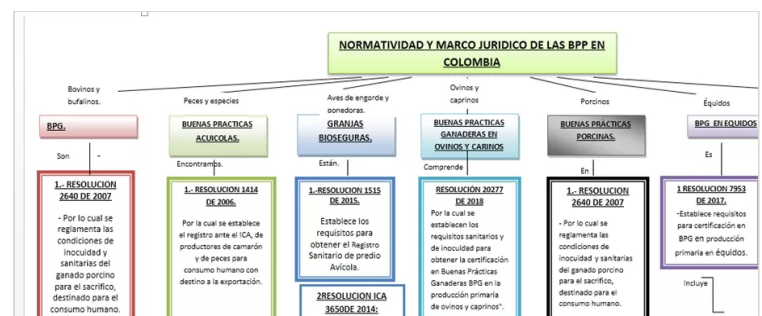 NORMATIVIDAD Y MARCO JURIDICO DE LAS BPP EN
COLOMBIA
Bovinos y
bufalinos.
BPG.
Son
1.- RESOLUCION
2640 DE 2007
- Por lo cual se
reglamenta las
condiciones de
inocuidad y
sanitarias del
ganado porcino
para el sacrifico,
destinado para el
consumo humano.
Peces y especies
BUENAS PRACTICAS
ACUICOLAS.
Encontramos.
1.- RESOLUCION 1414
DE 2006.
Por la cual se establece
el registro ante el ICA, de
productores de camarón
y de peces para
consumo humano con
destino a la exportación.
Aves de engorde y
ponedoras.
GRANJAS
BIOSEGURAS.
Están.
1.-RESOLUCION 1515
DE 2015.
Establece los
requisitos para
obtener el Registro
Sanitario de predio
Avícola.
2RESOLUCION ICA
3650DE 2014:
Ovinos y
caprinos
BUENAS PRACTICAS
GANADERAS EN
OVINOS Y CARINOS
Comprende
RESOLUCIÓN 20277
DE 2018
Por la cual se
establecen los
requisitos sanitarios y
de inocuidad para
obtener la certificación
en Buenas Prácticas
Ganaderas BPG en la
producción primaria
de ovinos y caprinos".
Porcinos
BUENAS PRÁCTICAS
PORCINAS.
En
1.- RESOLUCION
2640 DE 2007
- Por lo cual se
reglamenta las
condiciones de
inocuidad y sanitarias
del ganado porcino
para el sacrifico,
destinado para el
consumo humano.
Équidos
BPG EN EQUIDOS
Es
1 RESOLUCION 7953
DE 2017.
-Establece requisitos
para certificación en
BPG en producción
primaria en équidos.
Incluye